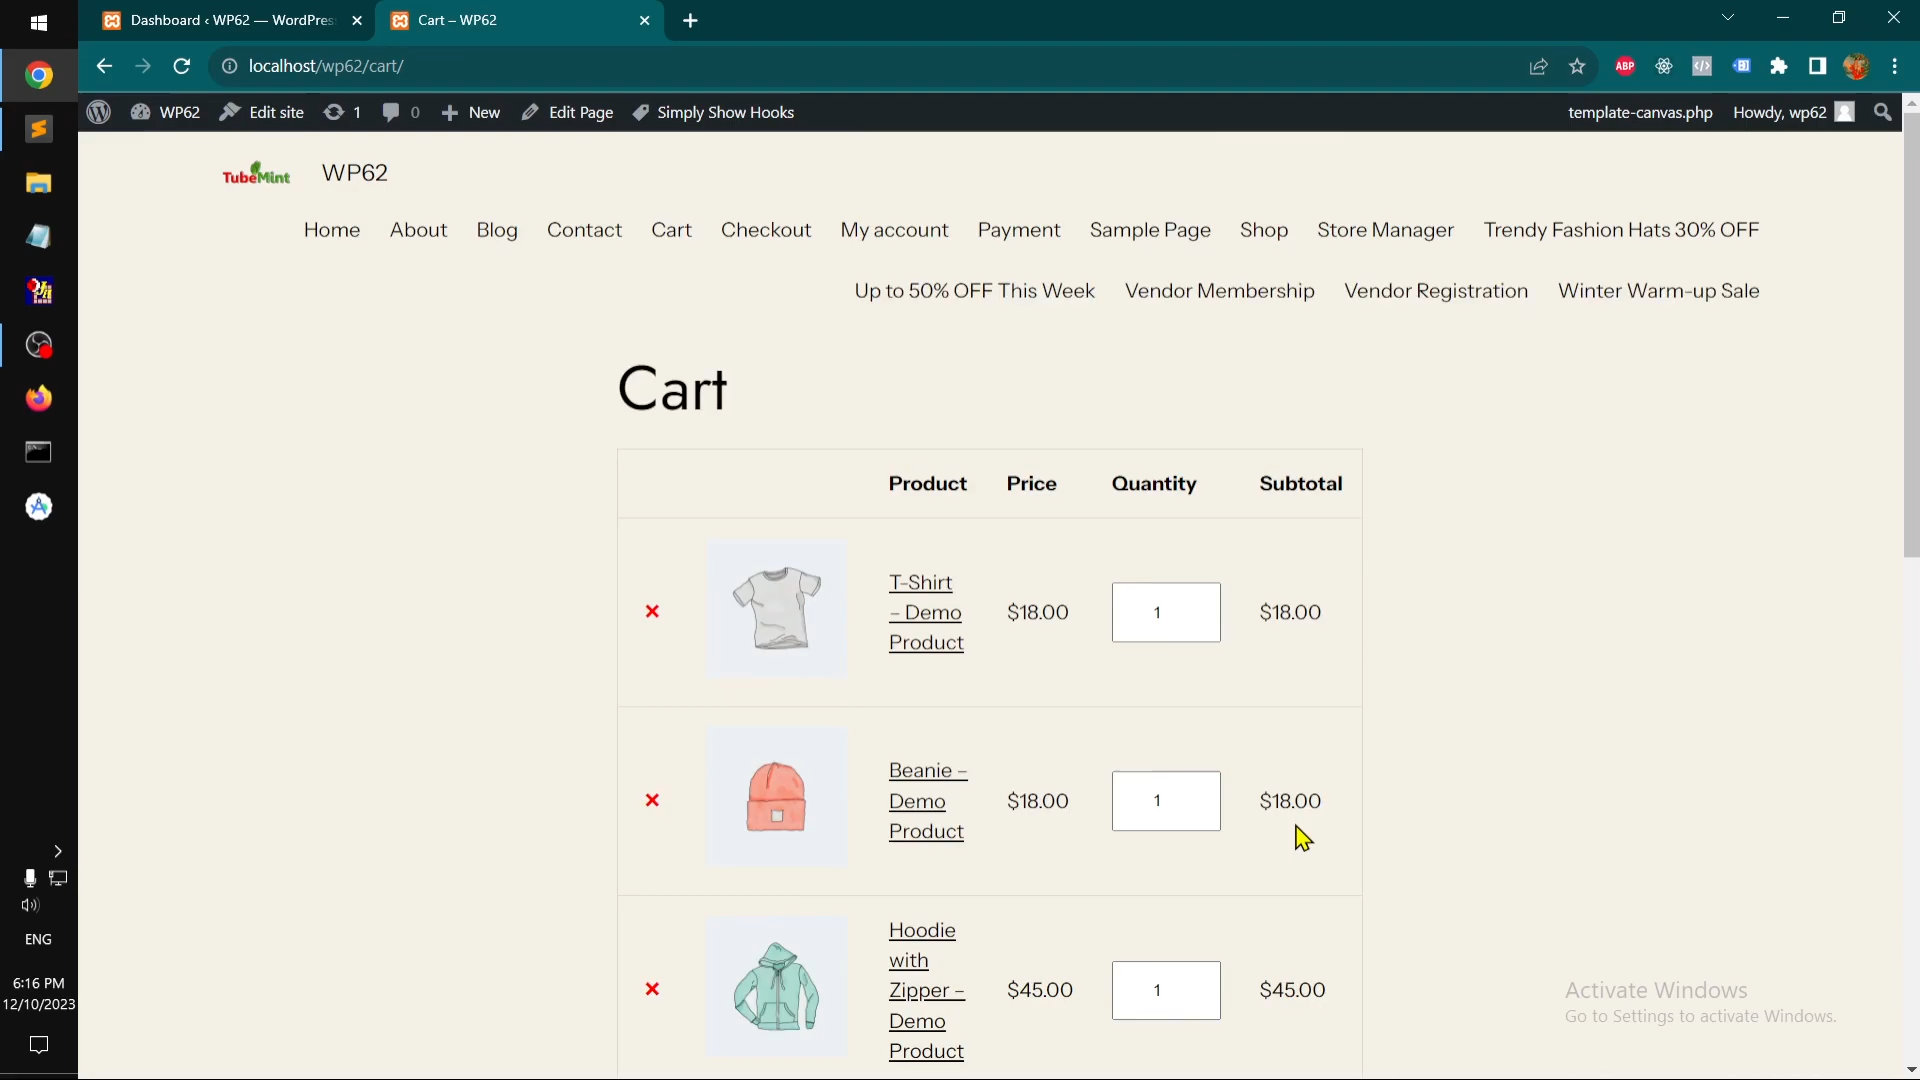 Dashboard ‹ WP62 — WordPres
Cart – WP62
localhost/wp62/cart/
ABP
WP62
Edit site
1
0
New
Edit Page
Simply Show Hooks
template-canvas.php
Howdy, wp62
TubeMint
WP62
Home About Blog Contact Cart Checkout My account Payment Sample Page Shop Store Manager Trendy Fashion Hats 30% OFF
Up to 50% OFF This Week Vendor Membership Vendor Registration Winter Warm-up Sale
Cart
Product Price Quantity Subtotal
T-Shirt
– Demo
Product
$18.00
1
$18.00
Beanie –
Demo
Product
$18.00
1
$18.00
Hoodie
with
Zipper –
Demo
Product
$45.00
1
$45.00
Activate Windows
Go to Settings to activate Windows.
ENG
6:16 PM
12/10/2023